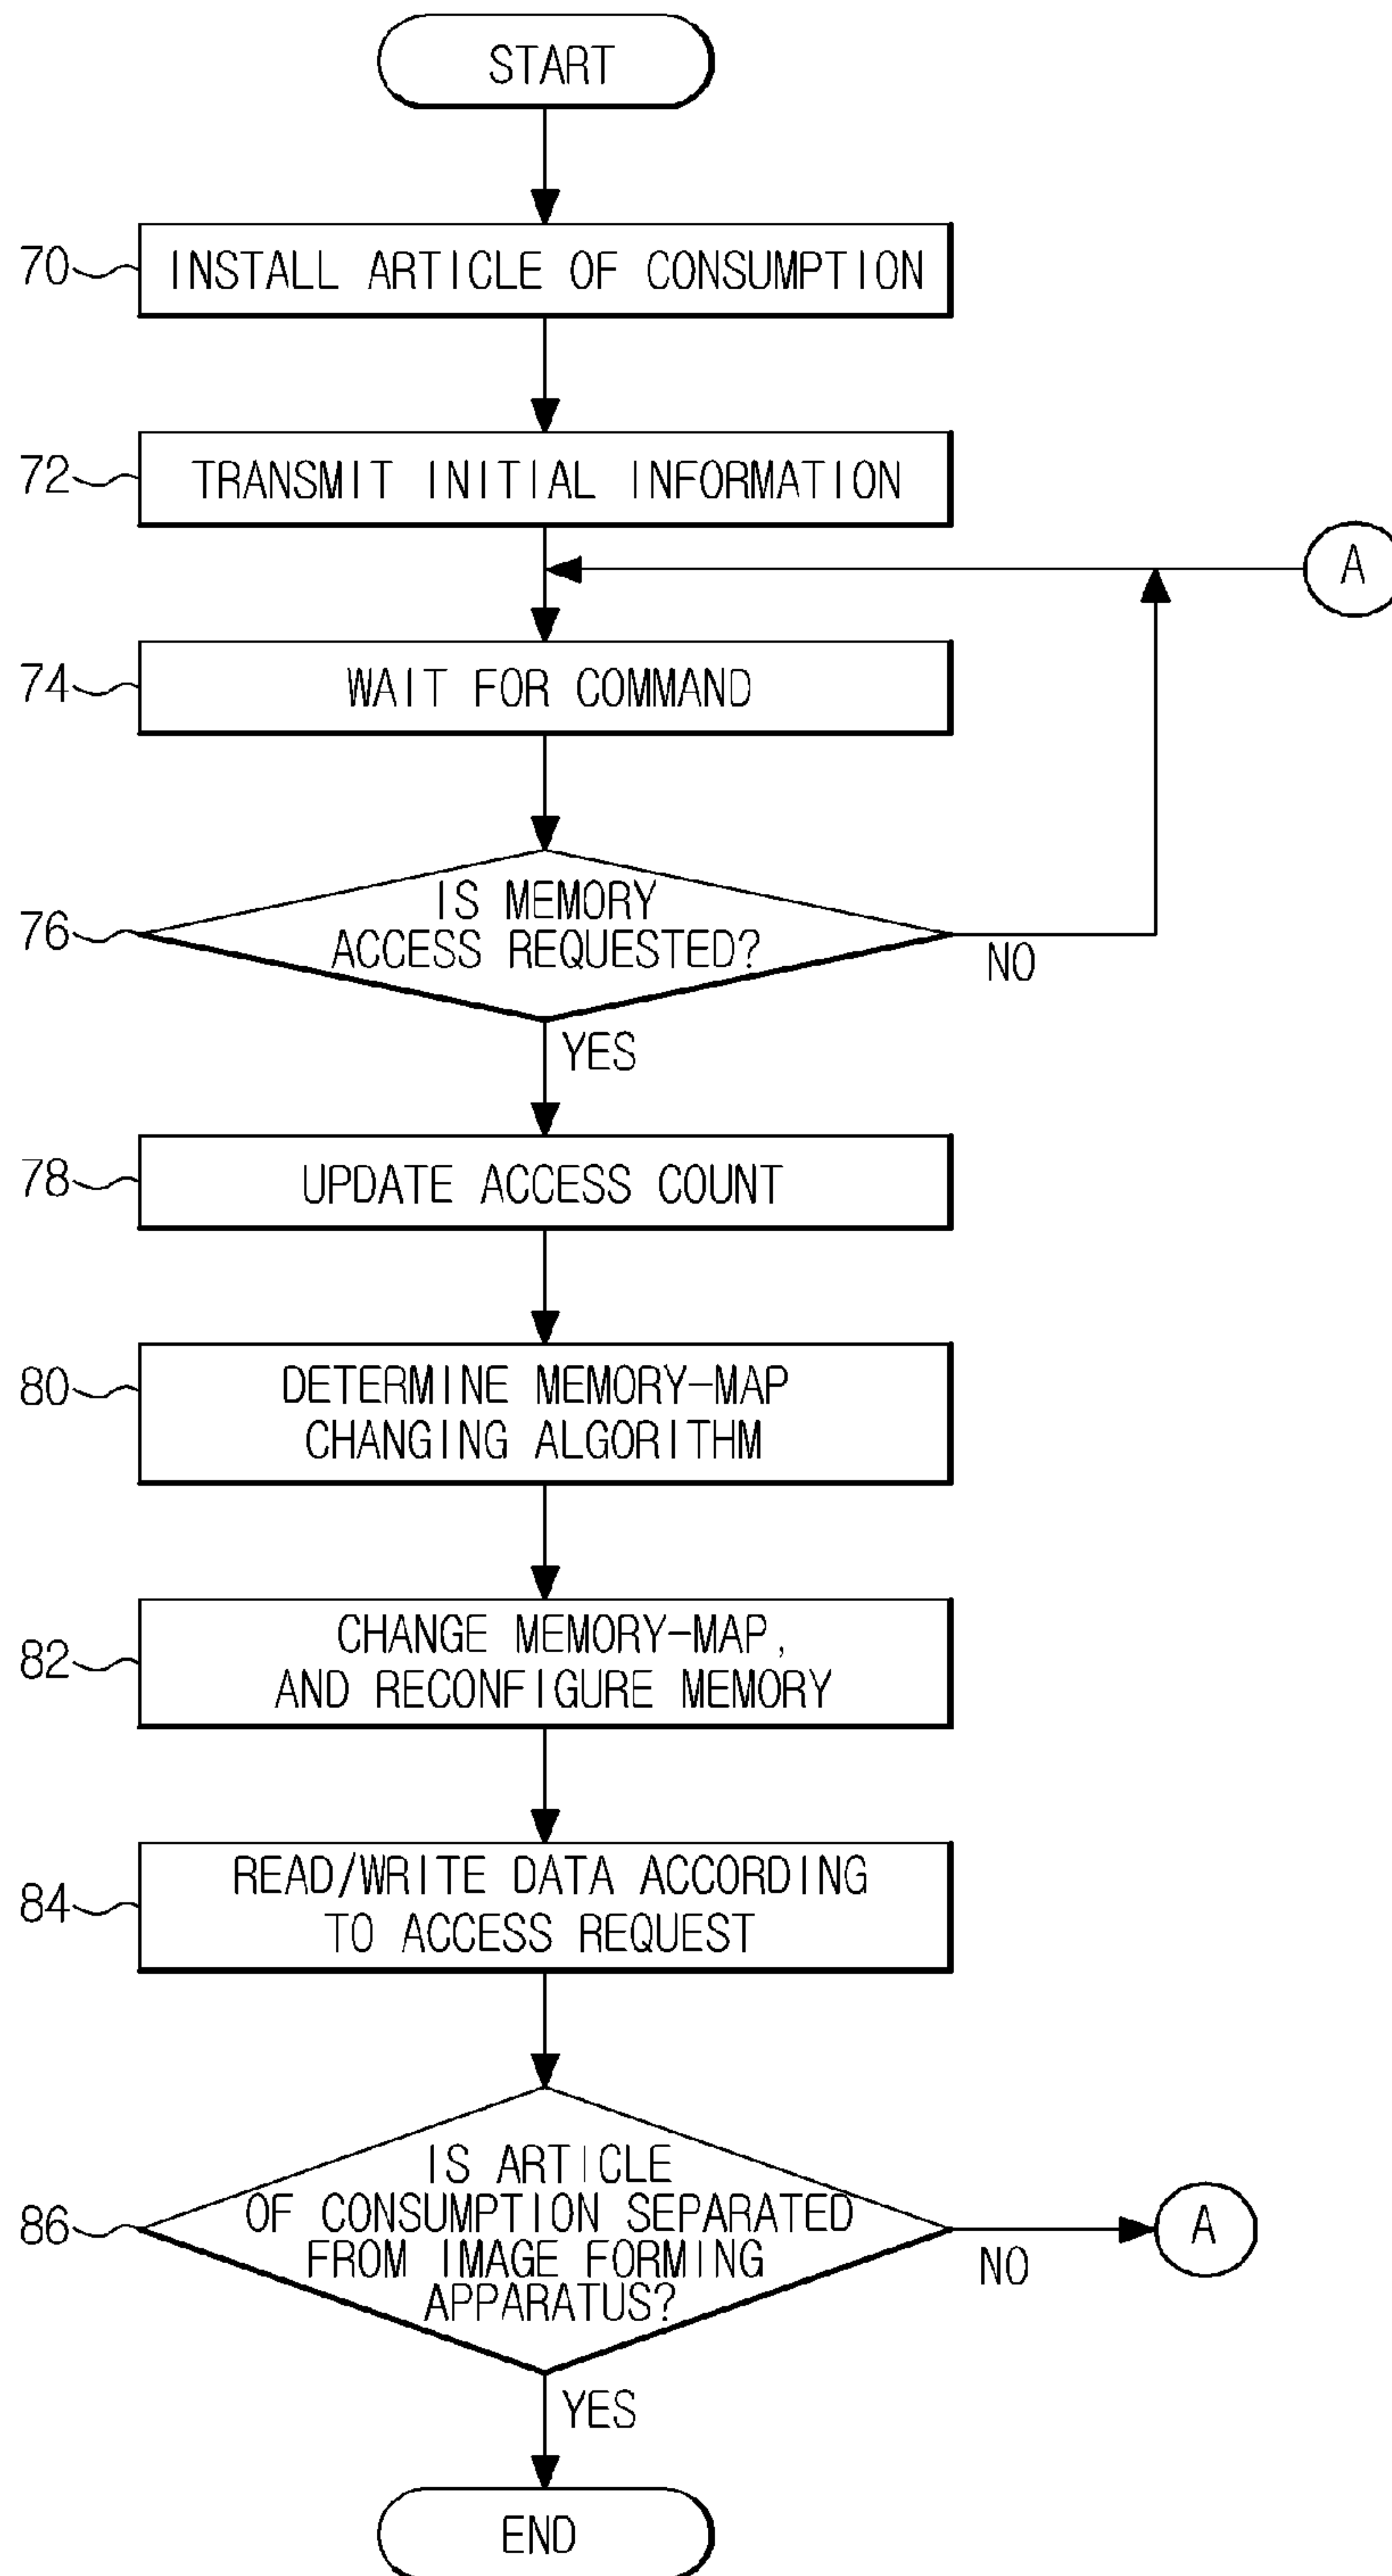 START
70
INSTALL ARTICLE OF CONSUMPTION
72
TRANSMIT INITIAL INFORMATION
A
74
WAIT FOR COMMAND
76
IS MEMORY
ACCESS REQUESTED?
NO
YES
78
UPDATE ACCESS COUNT
80
DETERMINE MEMORY-MAP
CHANGING ALGORITHM
82
CHANGE MEMORY-MAP,
AND RECONFIGURE MEMORY
84
READ/WRITE DATA ACCORDING
TO ACCESS REQUEST
86
IS ARTICLE
OF CONSUMPTION SEPARATED
FROM IMAGE FORMING
APPARATUS?
NO
A
YES
END